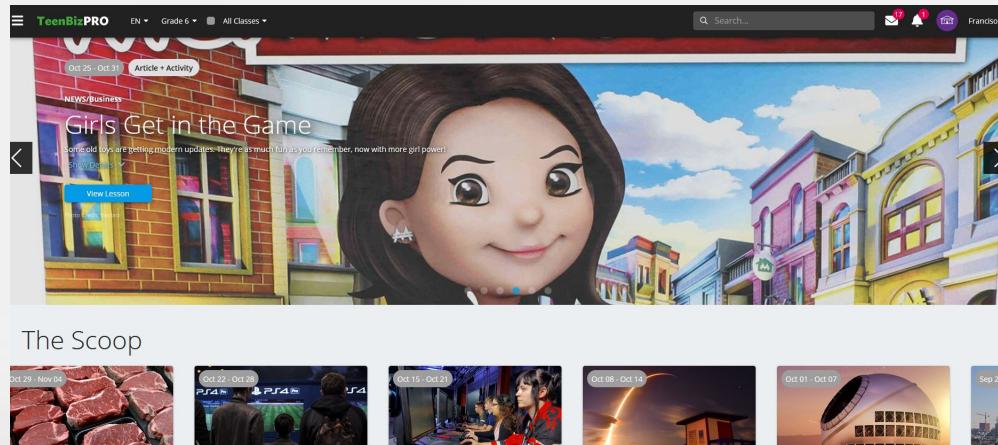 TeenBizPRO
EN
Grade 6
All Classes
Search...
17
1
Oct 25 - Oct 31
Article + Activity
NEWS/Business
Girls Get in the Game
Some old toys are getting modern updates. They're as much fun as you remember, now with more girl power!
Show Details
View Lesson
The Scoop
Oct 29 - Nov 04
Oct 22 - Oct 28
Oct 15 - Oct 21
Oct 08 - Oct 14
Oct 01 - Oct 07
PS4
PS4